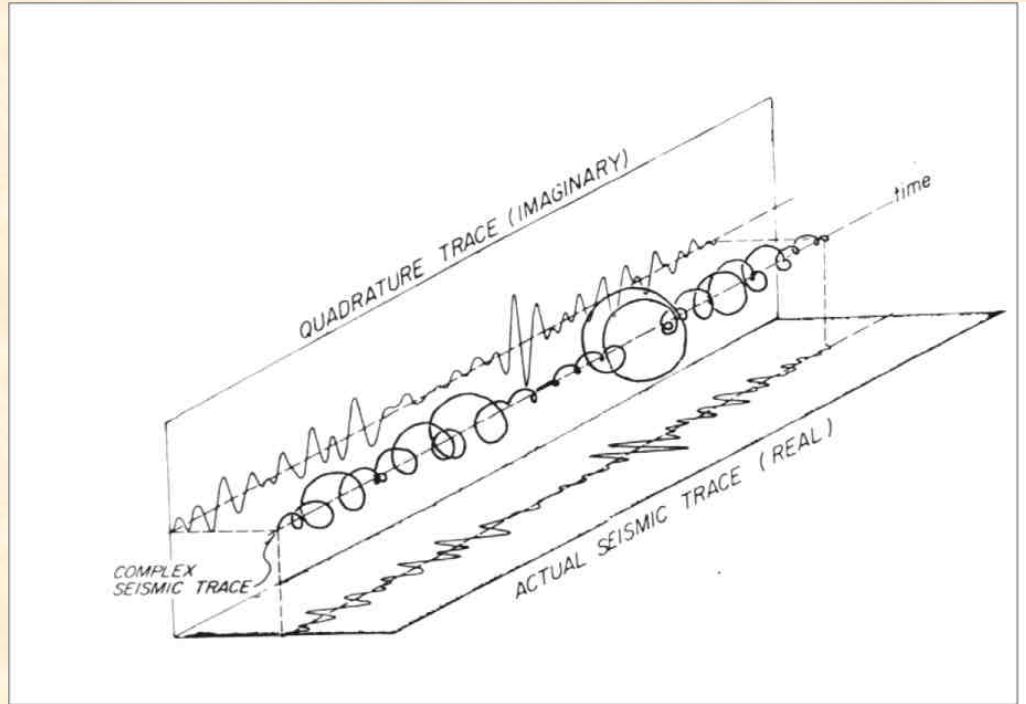 QUADRATURE TRACE (IMAGINARY)
time
COMPLEX
SEISMIC TRACE
ACTUAL SEISMIC TRACE (REAL)